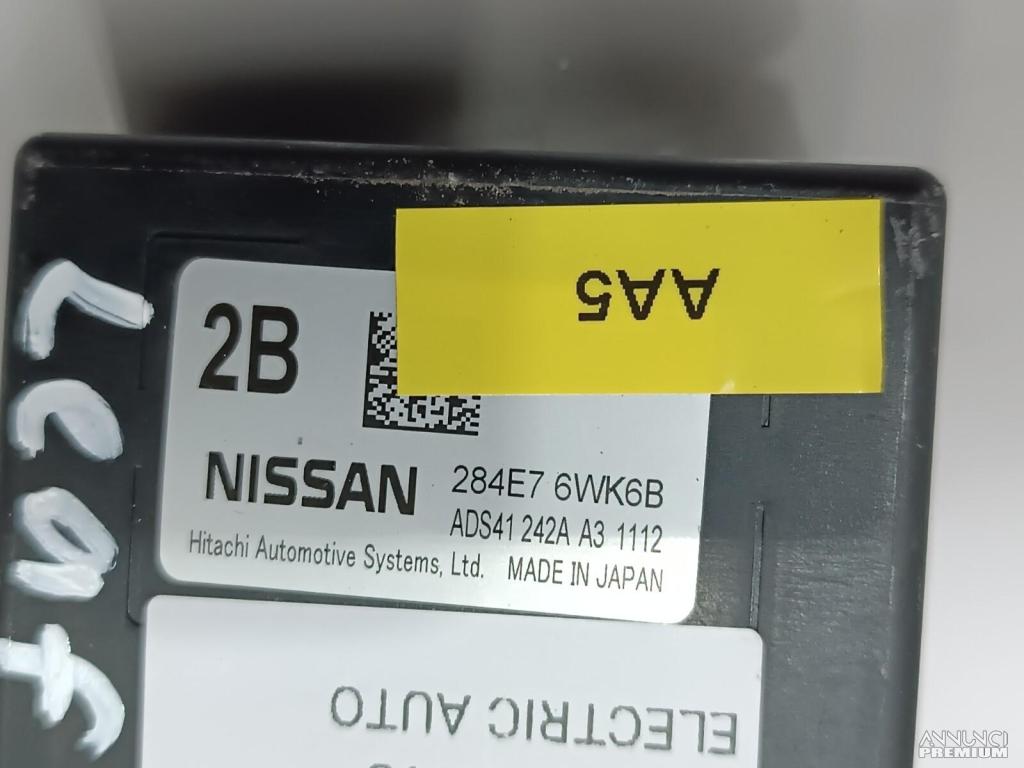 AA5
2B
NISSAN 284E7 6WK6B
ADS41 242A A3 1112
Hitachi Automotive Systems, Ltd. MADE IN JAPAN
ELECTRIC AUTO
Leaf
ANNUNCI
PREMIUM